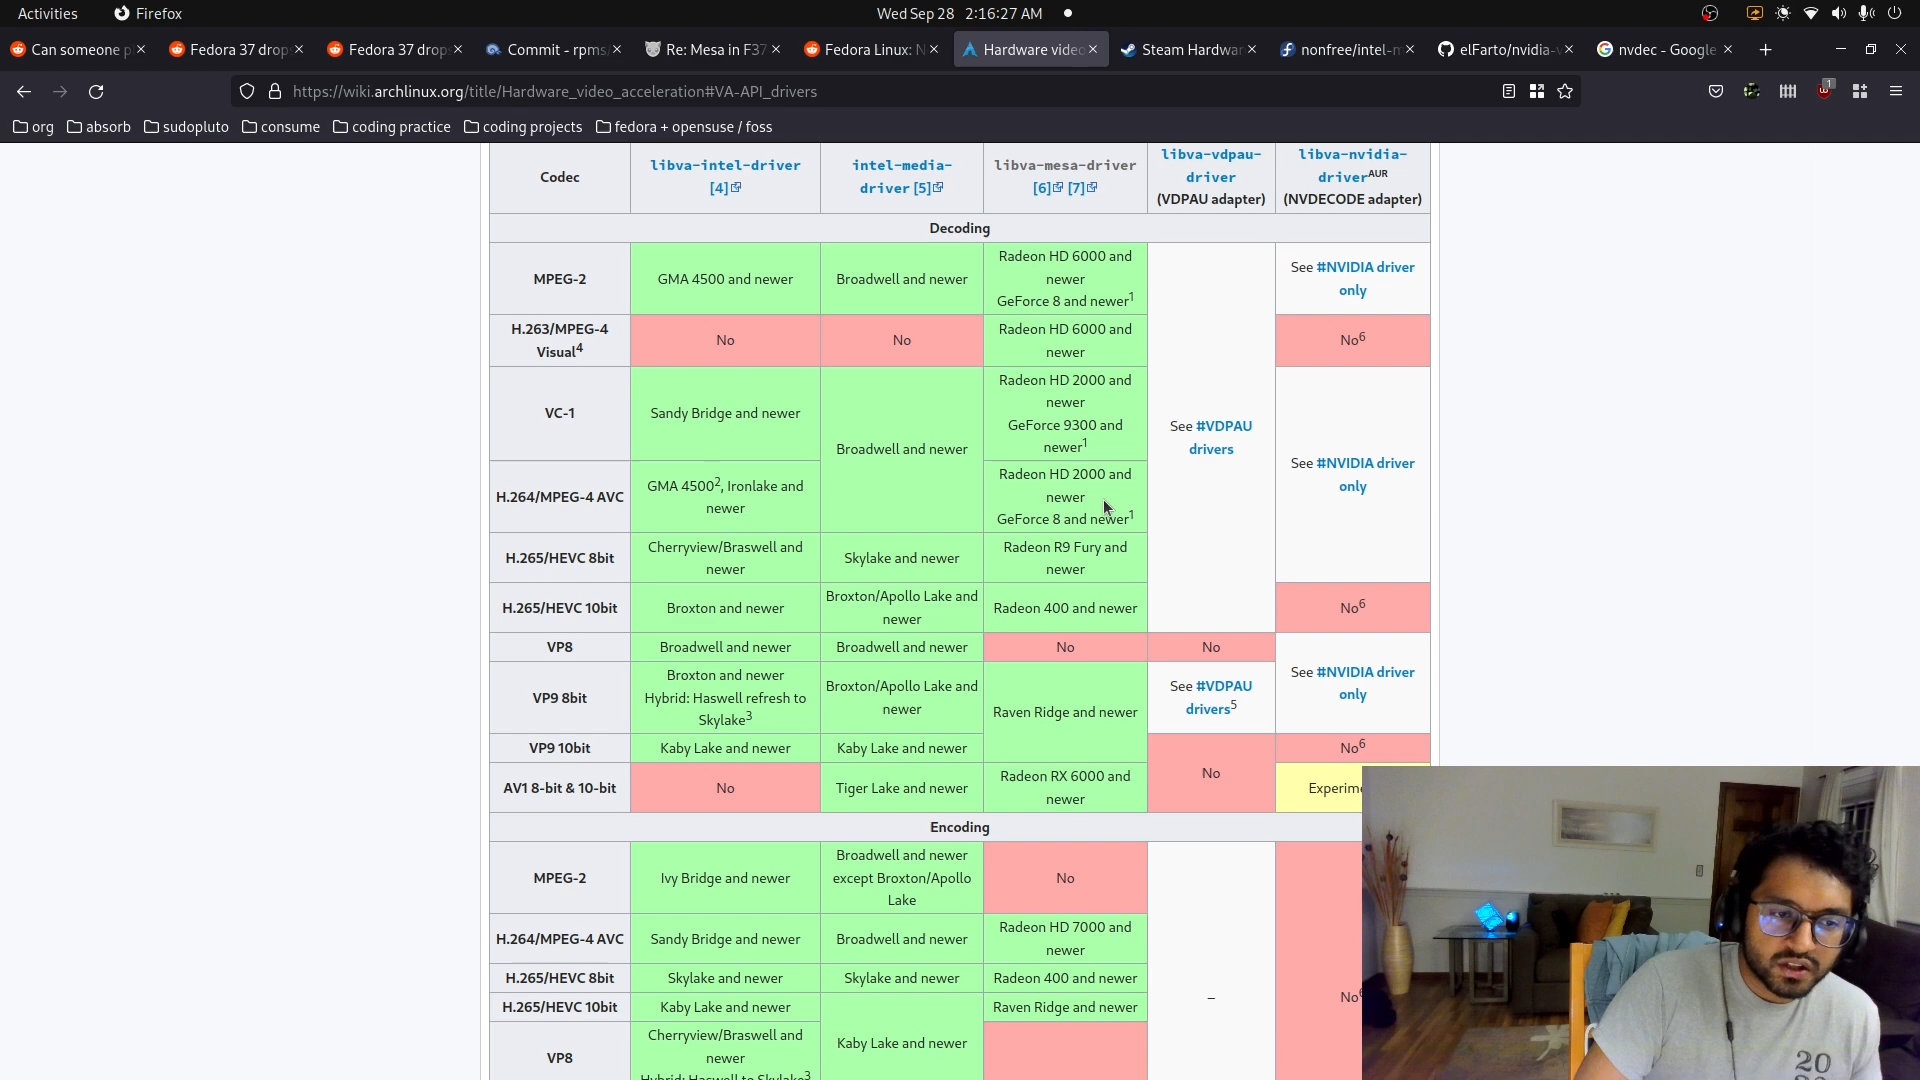 Activities
Firefox
Wed Sep 28 2:16:27 AM
Can someone p
Fedora 37 drop
Fedora 37 drop
Commit - rpms/
Re: Mesa in F37
Fedora Linux: N
Hardware video
Steam Hardwar
nonfree/intel-m
elFarto/nvidia-v
nvdec - Google
https://wiki.archlinux.org/title/Hardware_video_acceleration#VA-API_drivers
1
org
absorb
sudopluto
consume
coding practice
coding projects
fedora + opensuse / foss
Codec
libva-intel-driver
[4]
intel-media-
driver [5]
libva-mesa-driver
[6] [7]
libva-vdpau-
driver
(VDPAU adapter)
libva-nvidia-
driverAUR
(NVDECODE adapter)
Decoding
MPEG-2
GMA 4500 and newer
Broadwell and newer
Radeon HD 6000 and
newer
GeForce 8 and newer1
See #VDPAU
drivers
See #NVIDIA driver
only
H.263/MPEG-4
Visual4
No
No
Radeon HD 6000 and
newer
No6
VC-1
Sandy Bridge and newer
Broadwell and newer
Radeon HD 2000 and
newer
GeForce 9300 and
newer1
See #NVIDIA driver
only
H.264/MPEG-4 AVC
GMA 45002, Ironlake and
newer
Radeon HD 2000 and
newer
GeForce 8 and newer1
H.265/HEVC 8bit
Cherryview/Braswell and
newer
Skylake and newer
Radeon R9 Fury and
newer
H.265/HEVC 10bit
Broxton and newer
Broxton/Apollo Lake and
newer
Radeon 400 and newer
No6
VP8
Broadwell and newer
Broadwell and newer
No
No
See #NVIDIA driver
only
VP9 8bit
Broxton and newer
Hybrid: Haswell refresh to
Skylake3
Broxton/Apollo Lake and
newer
Raven Ridge and newer
See #VDPAU
drivers5
VP9 10bit
Kaby Lake and newer
Kaby Lake and newer
No
No6
AV1 8-bit & 10-bit
No
Tiger Lake and newer
Radeon RX 6000 and
newer
Experim
Encoding
MPEG-2
Ivy Bridge and newer
Broadwell and newer
except Broxton/Apollo
Lake
No
–
No
H.264/MPEG-4 AVC
Sandy Bridge and newer
Broadwell and newer
Radeon HD 7000 and
newer
H.265/HEVC 8bit
Skylake and newer
Skylake and newer
Radeon 400 and newer
H.265/HEVC 10bit
Kaby Lake and newer
Kaby Lake and newer
Raven Ridge and newer
VP8
Cherryview/Braswell and
newer
Hybrid: Haswell to Skylake3
20